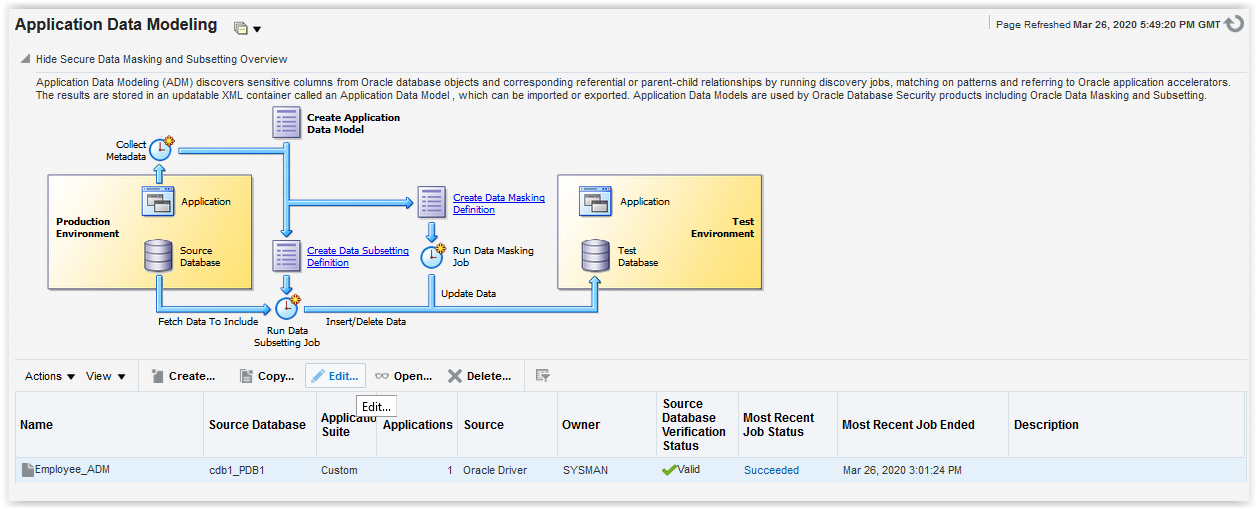 Application Data Modeling
Page Refreshed Mar 26, 2020 5:49:20 PM GMT
Hide Secure Data Masking and Subsetting Overview
Application Data Modeling (ADM) discovers sensitive columns from Oracle database objects and corresponding referential or parent-child relationships by running discovery jobs, matching on patterns and referring to Oracle application accelerators.
The results are stored in an updatable XML container called an Application Data Model , which can be imported or exported. Application Data Models are used by Oracle Database Security products including Oracle Data Masking and Subsetting.
Create Application
Data Model
Collect
Metadata
Production
Environment
Application
Source
Database
Create Data Masking
Definition
Create Data Subsetting
Definition
Run Data Masking
Job
Application
Test
Environment
Test
Database
Update Data
Fetch Data To Include
Run Data
Subsetting Job
Insert/Delete Data
Actions View Create... Copy... Edit... Open... Delete...
Edit...
Name
Source Database
Applicatio
Suite
Applications
Source
Owner
Source
Database
Verification
Status
Most Recent
Job Status
Most Recent Job Ended
Description
Employee_ADM cdb1_PDB1 Custom 1 Oracle Driver SYSMAN Valid Succeeded Mar 26, 2020 3:01:24 PM